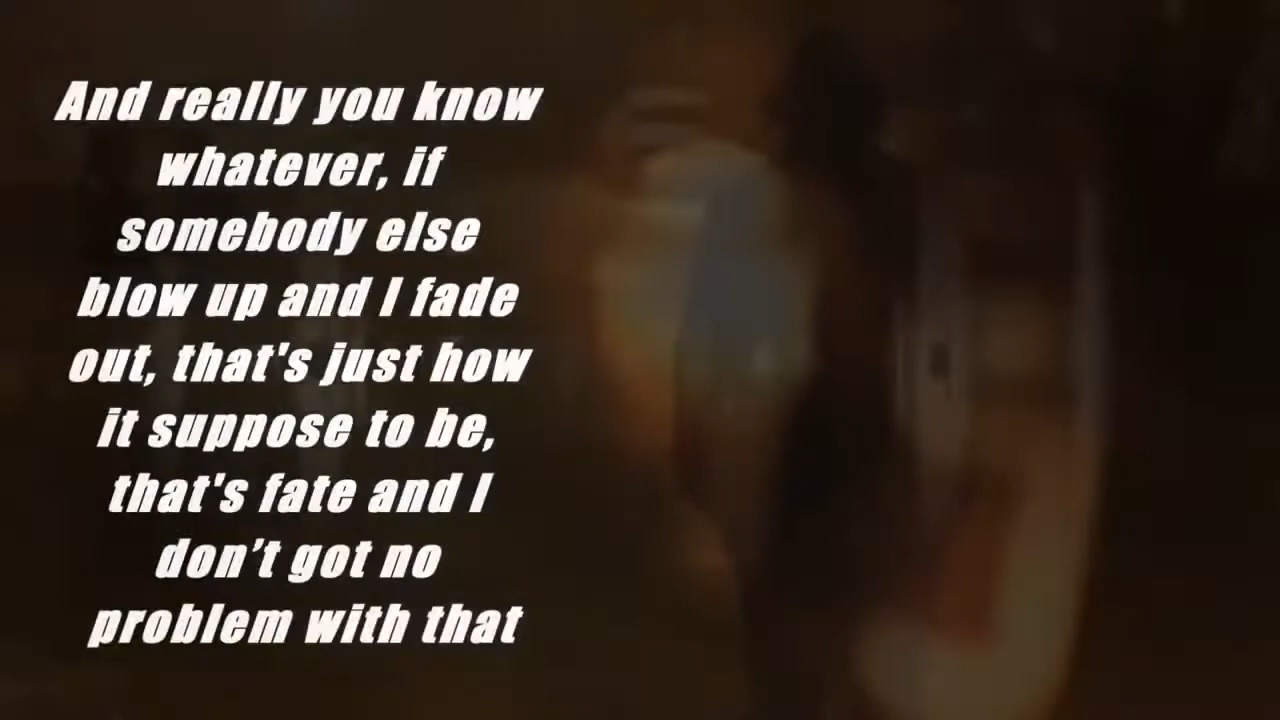 And really you know
whatever, if
somebody else
blow up and I fade
out, that's just how
it suppose to be,
that's fate and I
don’t got no
problem with that